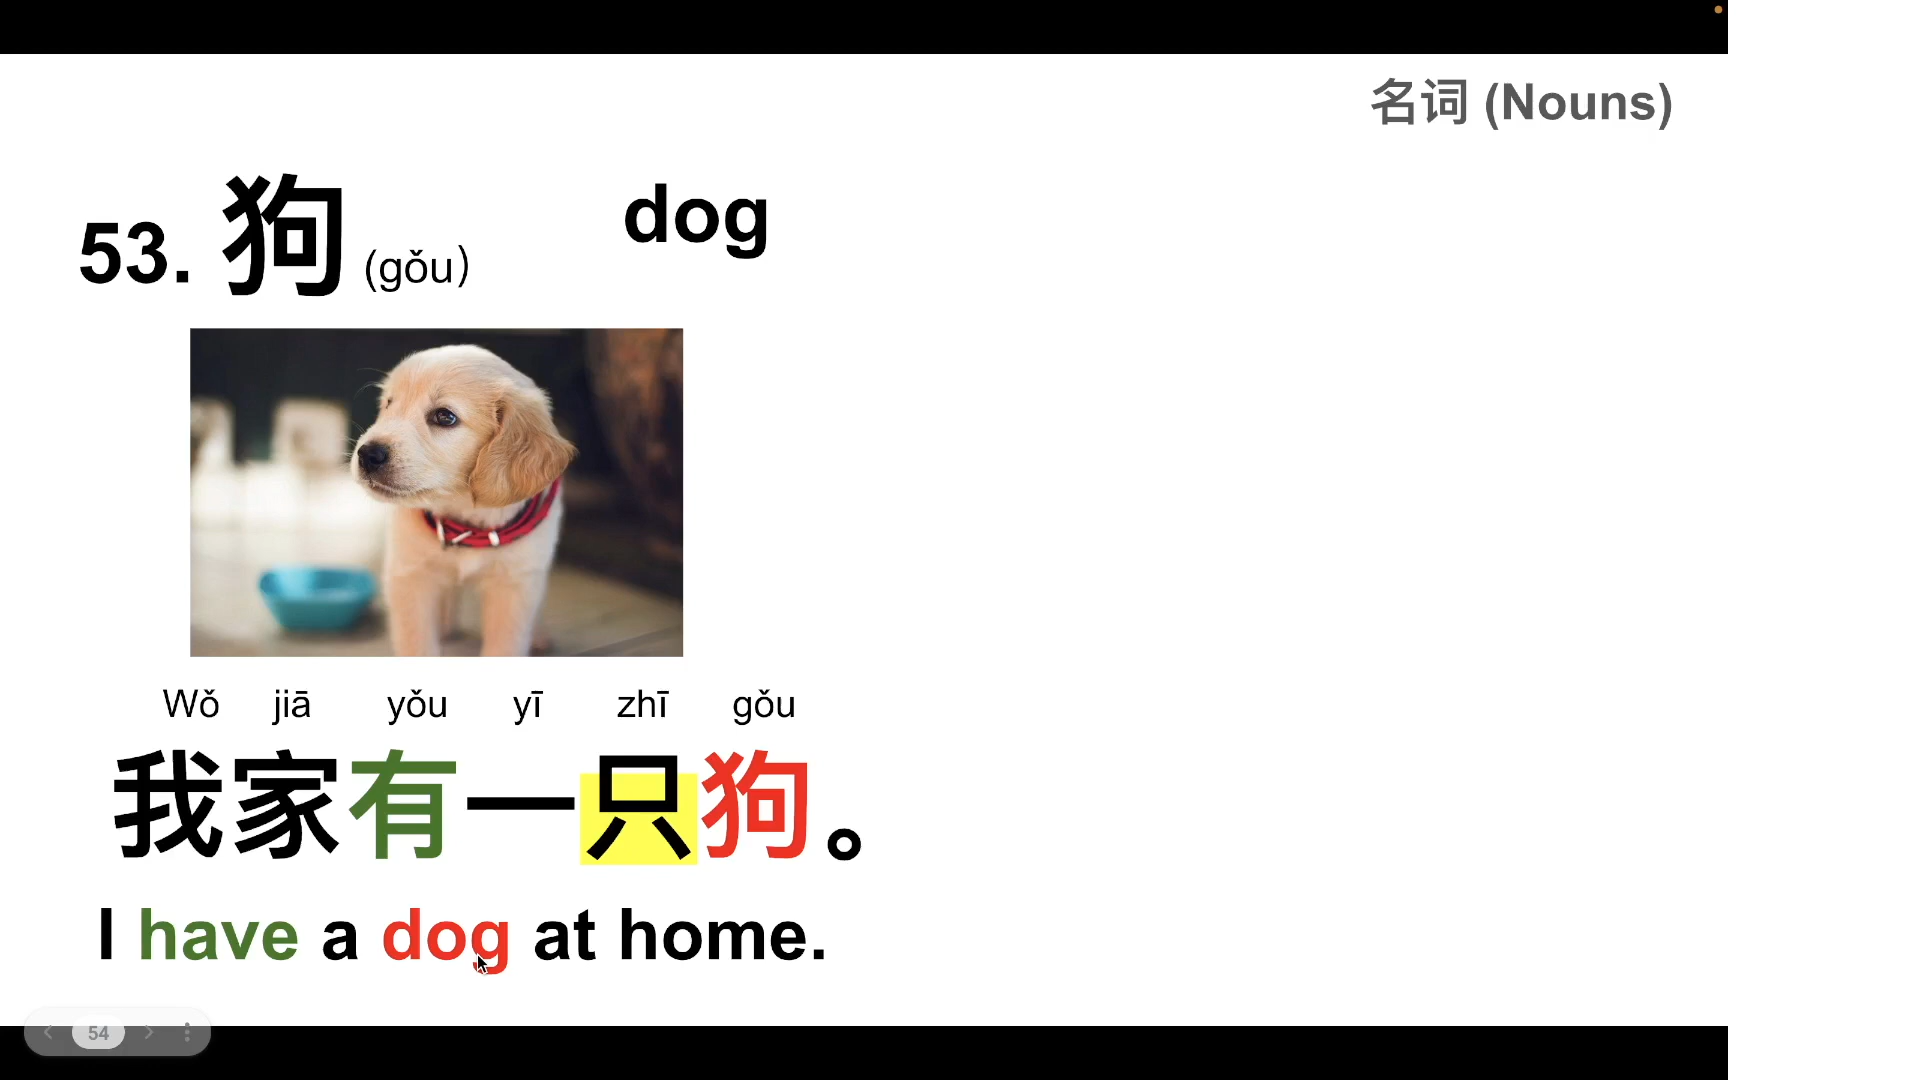 名词 (Nouns)
53. 狗 (gǒu) dog
Wǒ jiā yǒu yī zhī gǒu
我家有一只狗。
I have a dog at home.
54